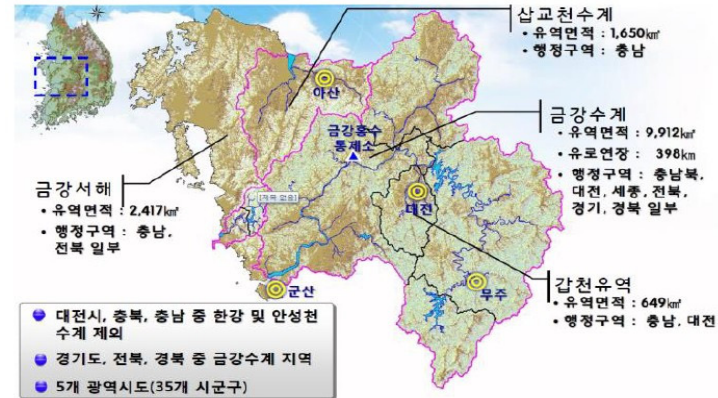 삽교천수계
• 유역면적 : 1,650㎢
• 행정구역 : 충남
아산
금강홍수
통제소
금강수계
• 유역면적 : 9,912㎢
• 유로연장 : 398㎞
• 행정구역 : 충남북,
대전, 세종, 전북,
경기, 경북 일부
금강서해
• 유역면적 : 2,417㎢
• 행정구역 : 충남,
전북 일부
[제목 없음]
대전
군산
무주
갑천유역
• 유역면적 : 649㎢
• 행정구역 : 충남, 대전
대전시, 충북, 충남 중 한강 및 안성천
수계 제외
경기도, 전북, 경북 중 금강수계 지역
5개 광역시도(35개 시군구)